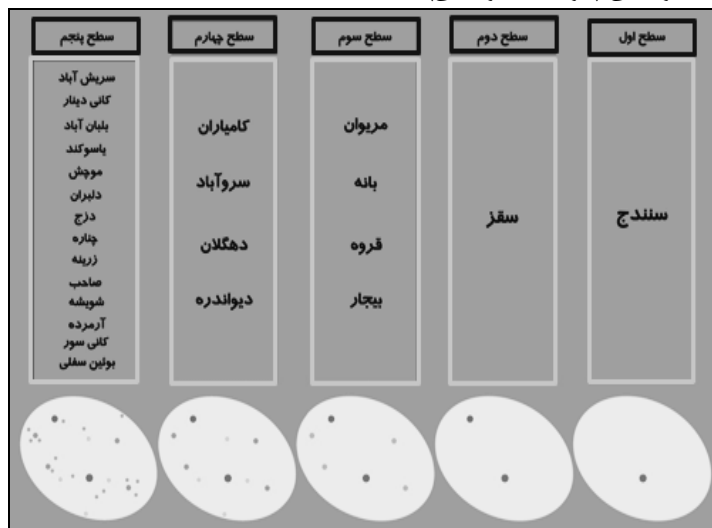 سطح اول
سنندج
سطح دوم
سقز
سطح سوم
مریوان
بانه
قروه
بیجار
سطح چهارم
کامیاران
سروآباد
دهگلان
دیواندره
سطح پنجم
سریش آباد
کانی دینار
بلبان آباد
یاسوکند
موچش
دلبران
دزج
چناره
زرینه
صاحب
شویشه
آرمرده
کانی سور
بوئین سفلی